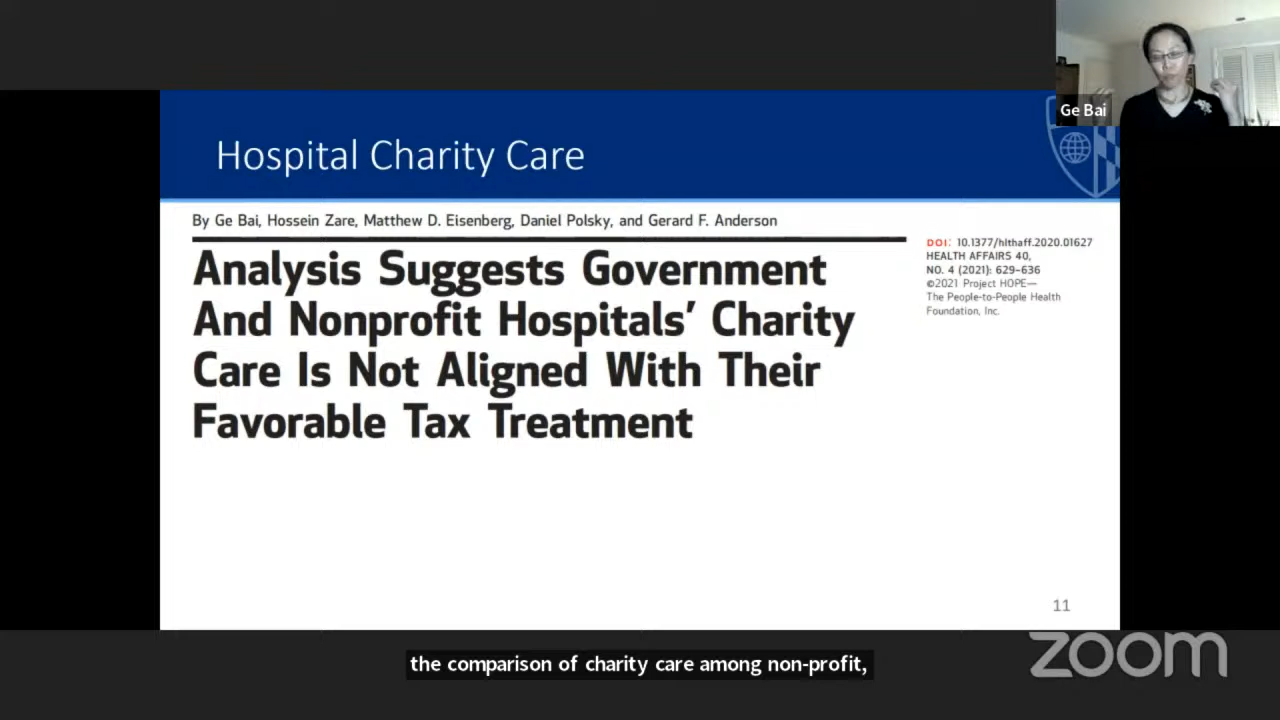 Ge Bai
Hospital Charity Care
By Ge Bai, Hossein Zare, Matthew D. Eisenberg, Daniel Polsky, and Gerard F. Anderson
Analysis Suggests Government
And Nonprofit Hospitals’ Charity
Care Is Not Aligned With Their
Favorable Tax Treatment
DOI: 10.1377/hlthaff.2020.01627
HEALTH AFFAIRS 40,
NO. 4 (2021): 629–636
©2021 Project HOPE—
The People-to-People Health
Foundation, Inc.
11
the comparison of charity care among non-profit,
zoom